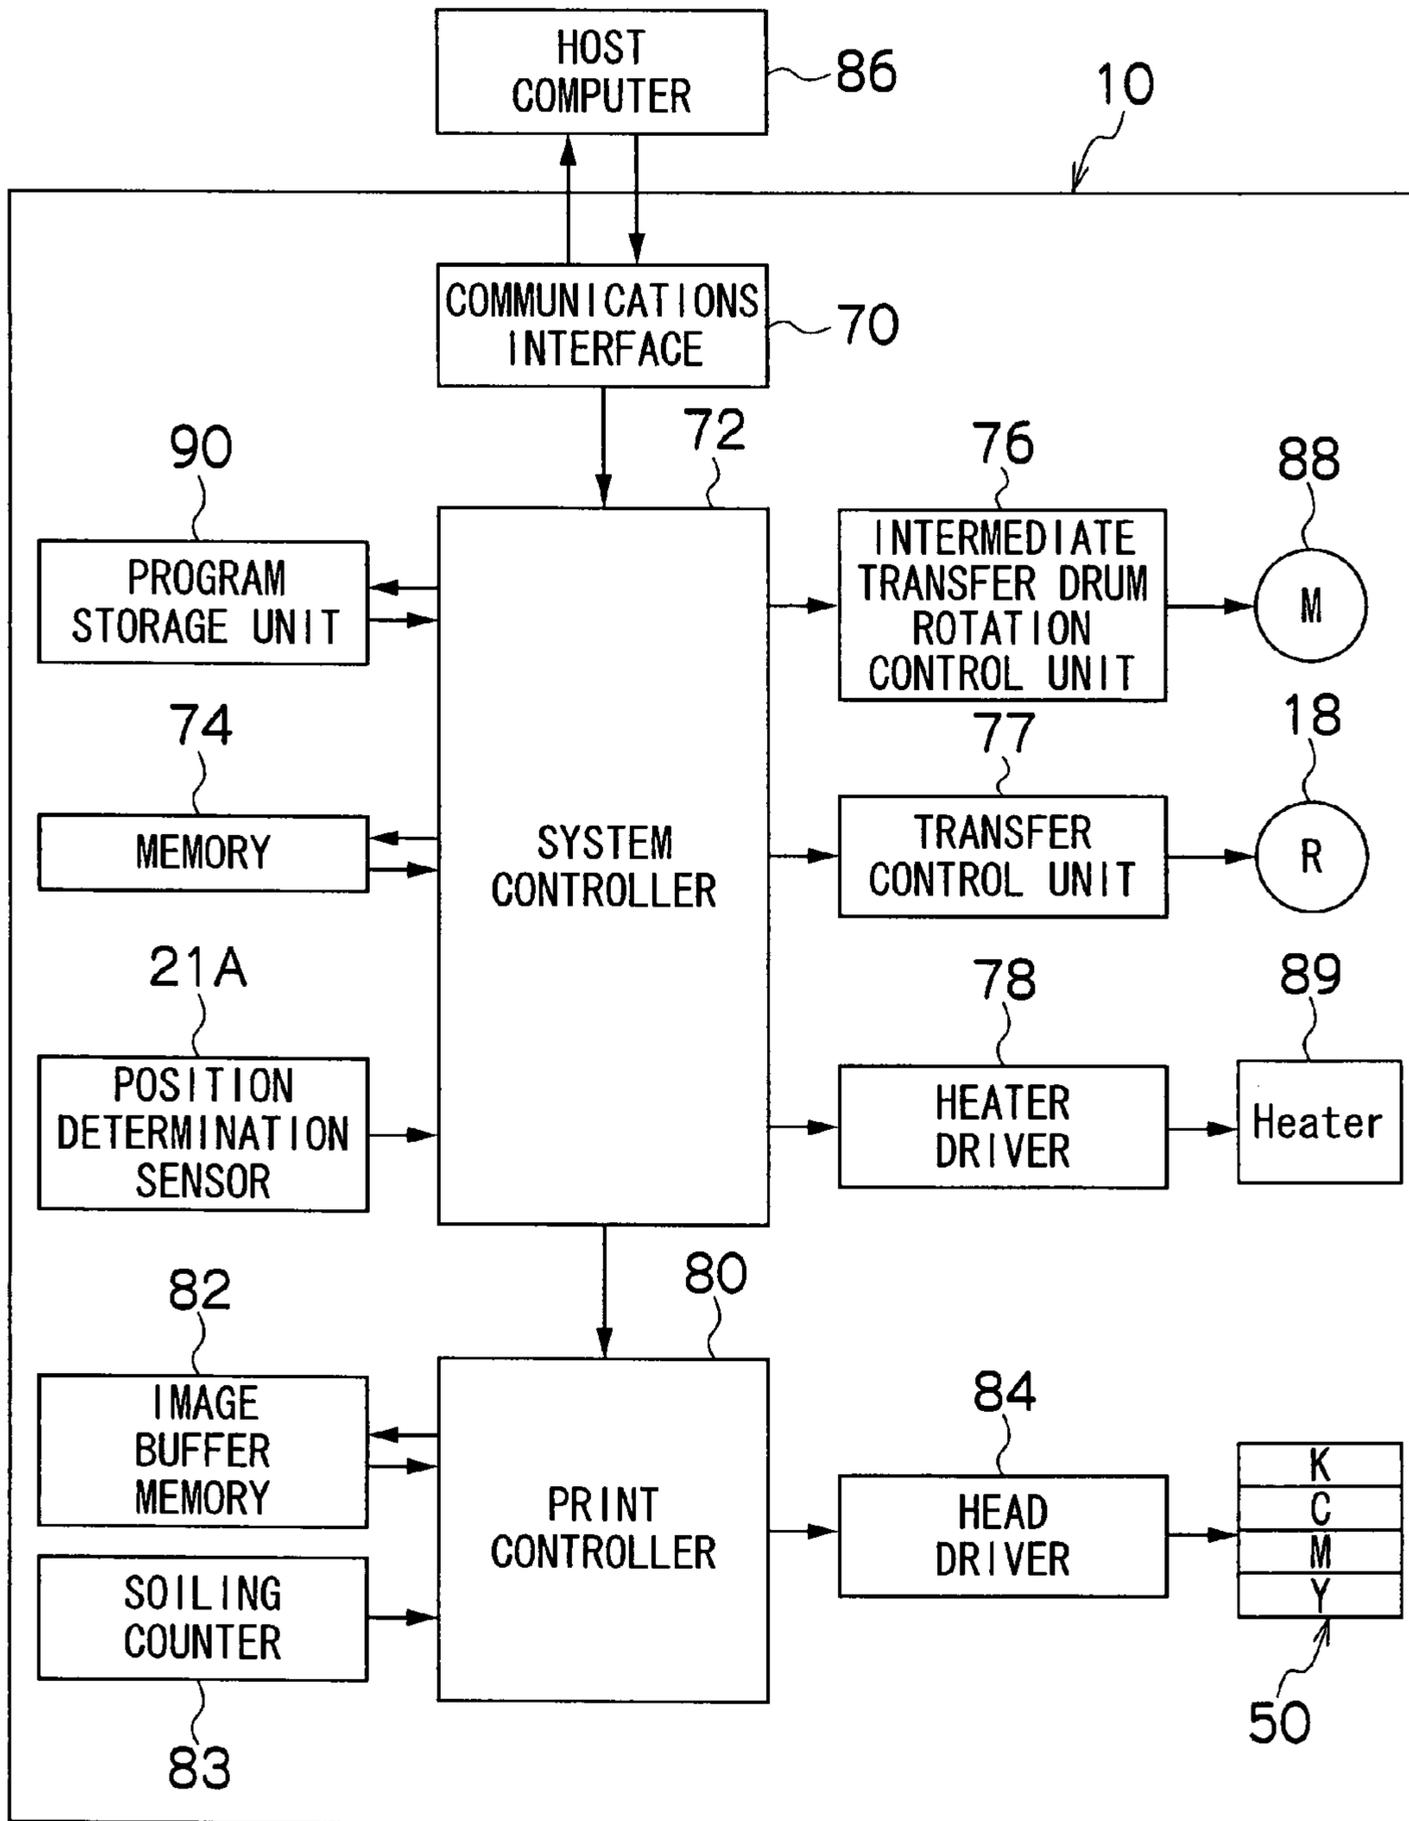 HOST
COMPUTER
86
10
COMMUNICATIONS
INTERFACE
70
90
PROGRAM
STORAGE UNIT
72
76
INTERMEDIATE
TRANSFER DRUM
ROTATION
CONTROL UNIT
88
M
74
MEMORY
SYSTEM
CONTROLLER
77
TRANSFER
CONTROL UNIT
18
R
21A
POSITION
DETERMINATION
SENSOR
78
HEATER
DRIVER
89
Heater
82
IMAGE
BUFFER
MEMORY
80
PRINT
CONTROLLER
84
HEAD
DRIVER
K
C
M
Y
50
SOILING
COUNTER
83